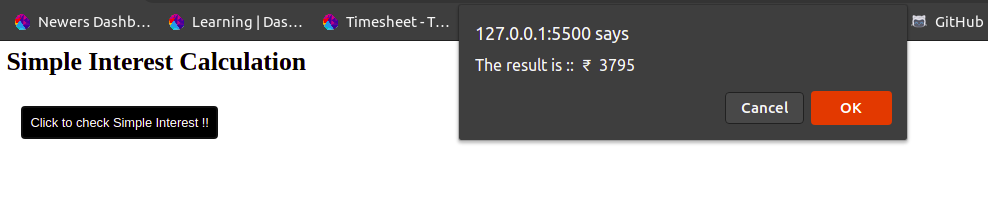 Newers Dashb…
Learning | Das…
Timesheet - T…
GitHub
127.0.0.1:5500 says
The result is :: ₹ 3795
Cancel
OK
Simple Interest Calculation
Click to check Simple Interest !!